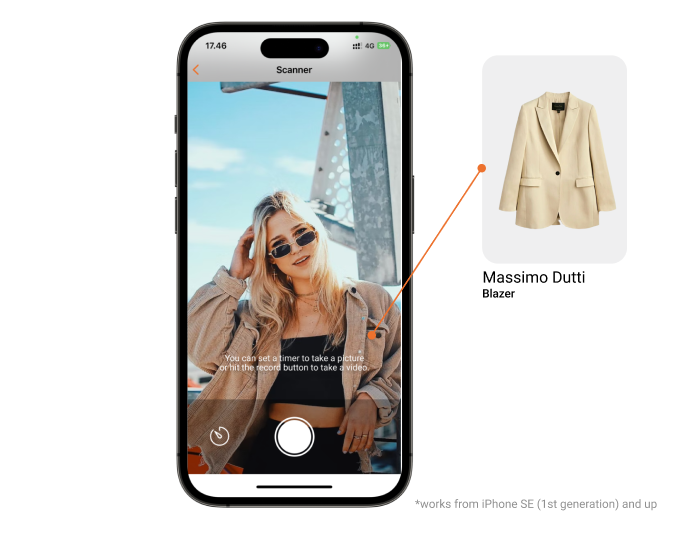 17.46
4G
Scanner
You can set a timer to take a picture
or hit the record button to take a video.
Massimo Dutti
Blazer
*works from iPhone SE (1st generation) and up